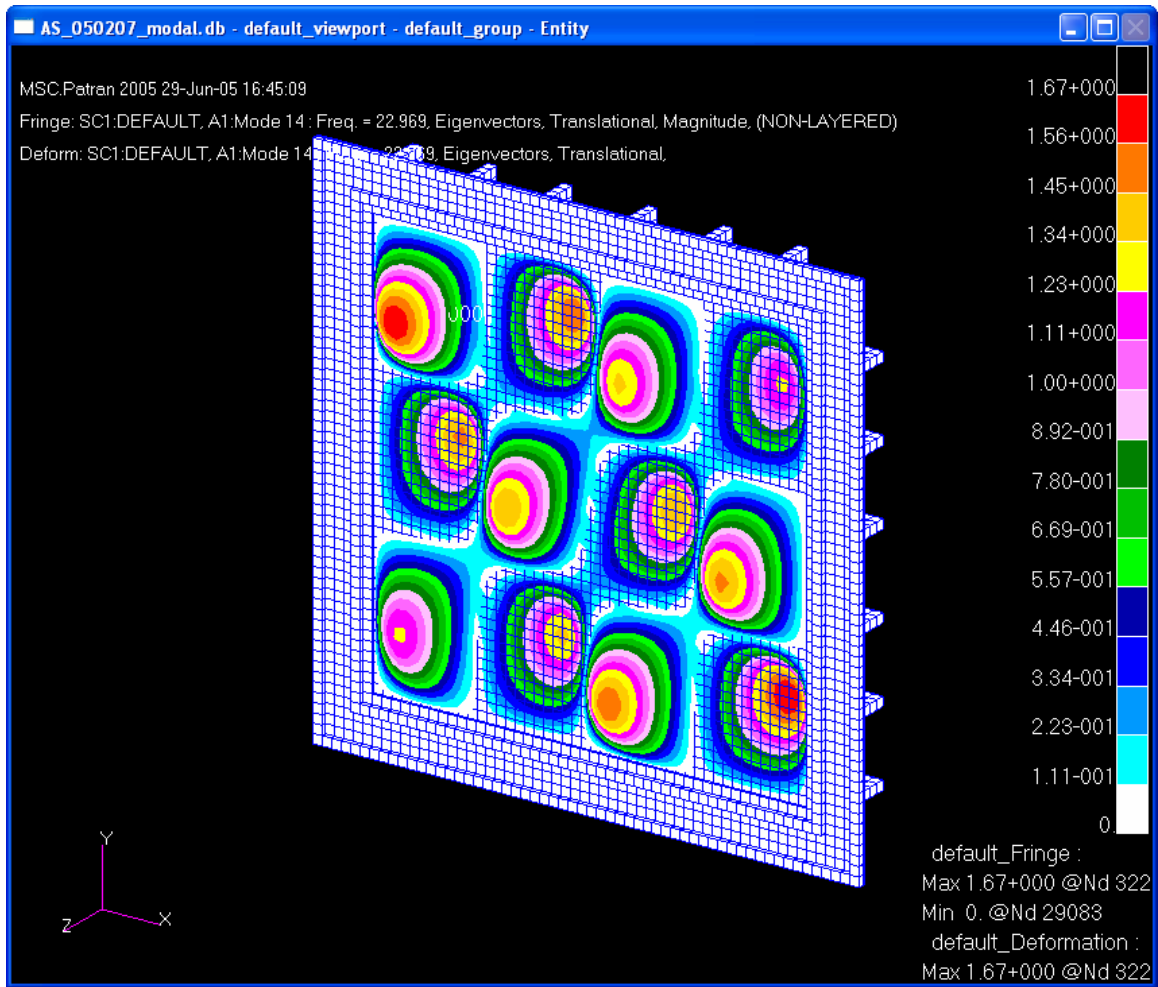 AS_050207_modal.db - default_viewport - default_group - Entity
MSC.Patran 2005 29-Jun-05 16:45:09
Fringe: SC1:DEFAULT, A1:Mode 14 : Freq. = 22.969, Eigenvectors, Translational, Magnitude, (NON-LAYERED)
Deform: SC1:DEFAULT, A1:Mode 14 Eigenvectors, Translational,
1.67+000
1.56+000
1.45+000
1.34+000
1.23+000
1.11+000
1.00+000
8.92-001
7.80-001
6.69-001
5.57-001
4.46-001
3.34-001
2.23-001
1.11-001
0.
Y
Z
X
default_Fringe :
Max 1.67+000 @Nd 322
Min 0. @Nd 29083
default_Deformation :
Max 1.67+000 @Nd 322